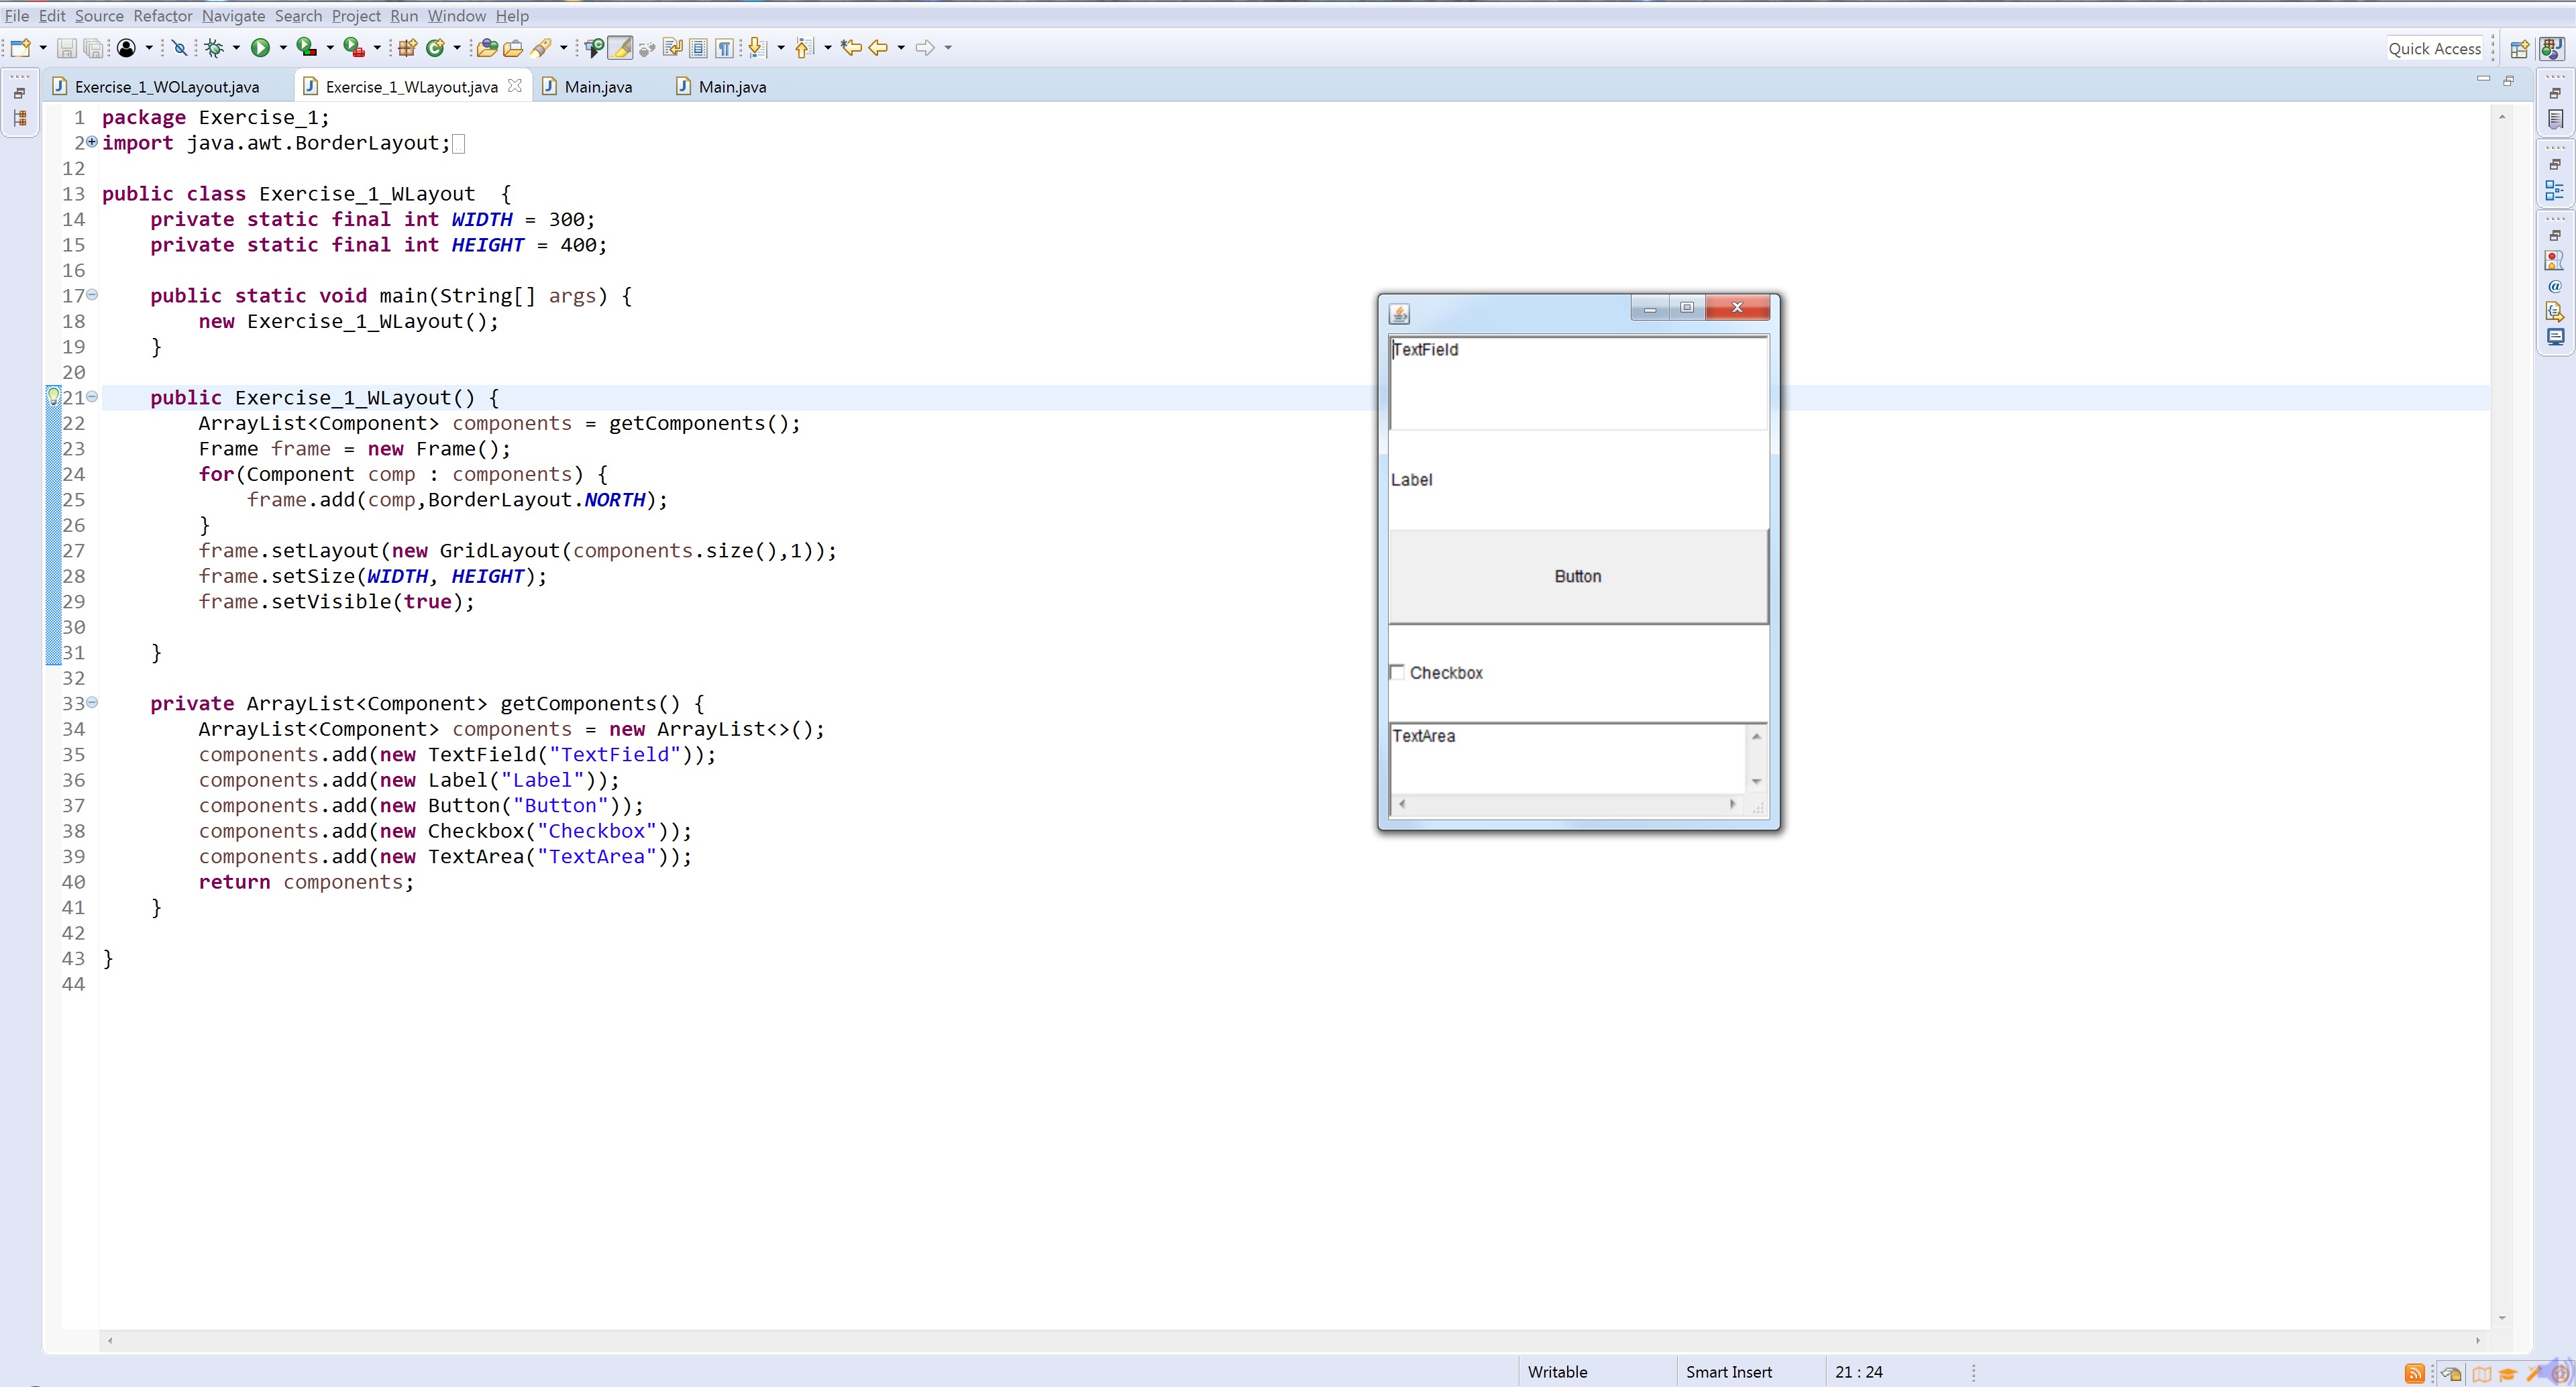 File Edit Source Refactor Navigate Search Project Run Window Help
Quick Access
Exercise_1_WOLayout.java Exercise_1_WLayout.java Main.java Main.java
1 package Exercise_1;
2 import java.awt.BorderLayout;
12
13 public class Exercise_1_WLayout  {
14     private static final int WIDTH = 300;
15     private static final int HEIGHT = 400;
16
17     public static void main(String[] args) {
18         new Exercise_1_WLayout();
19     }
20
21     public Exercise_1_WLayout() {
22         ArrayList<Component> components = getComponents();
23         Frame frame = new Frame();
24         for(Component comp : components) {
25             frame.add(comp,BorderLayout.NORTH);
26         }
27         frame.setLayout(new GridLayout(components.size(),1));
28         frame.setSize(WIDTH, HEIGHT);
29         frame.setVisible(true);
30
31     }
32
33     private ArrayList<Component> getComponents() {
34         ArrayList<Component> components = new ArrayList<>();
35         components.add(new TextField("TextField"));
36         components.add(new Label("Label"));
37         components.add(new Button("Button"));
38         components.add(new Checkbox("Checkbox"));
39         components.add(new TextArea("TextArea"));
40         return components;
41     }
42
43 }
44
TextField
Label
Button
Checkbox
TextArea
Writable Smart Insert 21 : 24